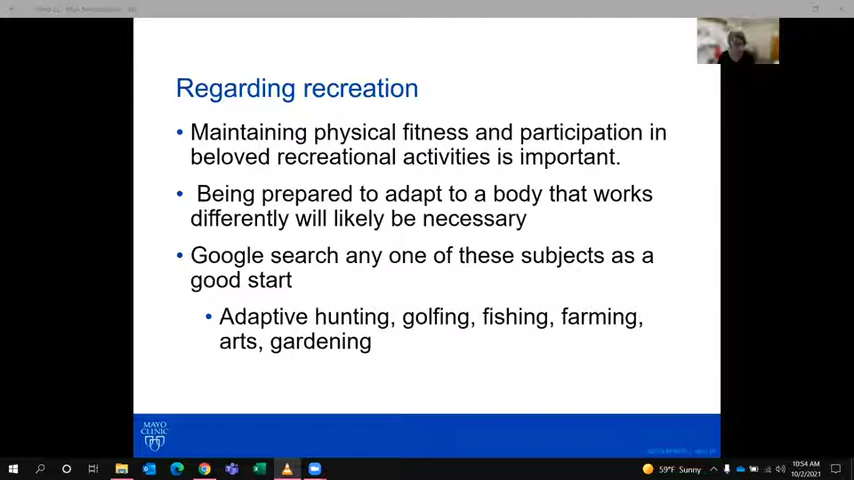 Regarding recreation
• Maintaining physical fitness and participation in
beloved recreational activities is important.
• Being prepared to adapt to a body that works
differently will likely be necessary
• Google search any one of these subjects as a
good start
• Adaptive hunting, golfing, fishing, farming,
arts, gardening
MAYO
CLINIC
59°F Sunny
10:54 AM
10/2/2021